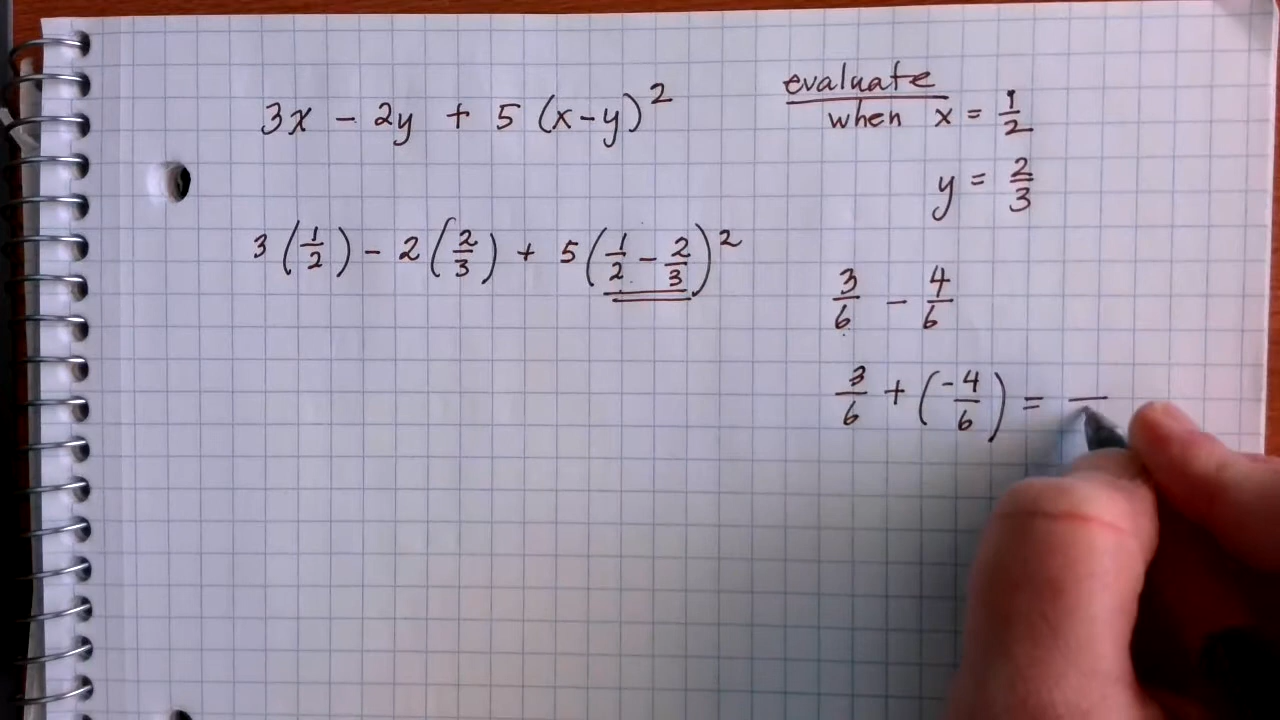 3x - 2y + 5 (x-y)²
evaluate
when x = 1/2
y = 2/3
3 (1/2) - 2 (2/3) + 5 (1/2 - 2/3)²
3/6 - 4/6
3/6 + (-4/6) =